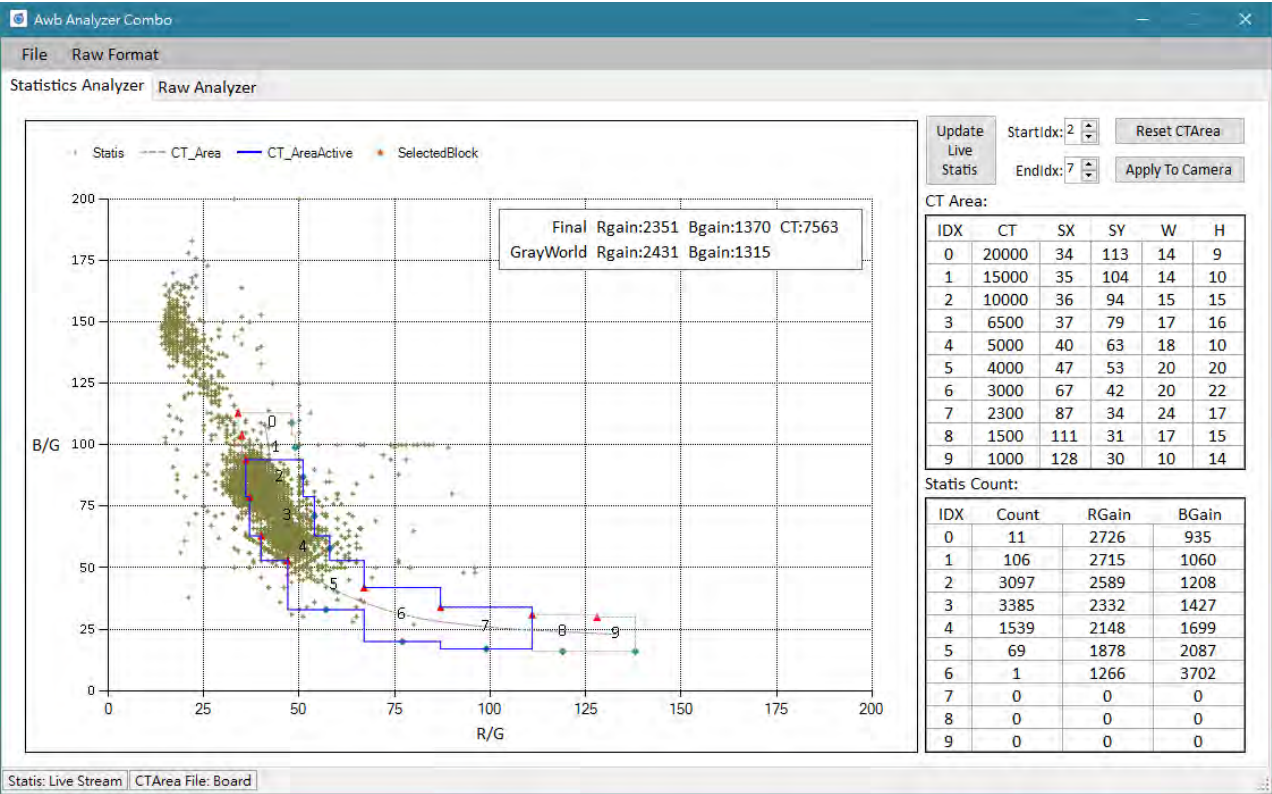 Awb Analyzer Combo
File Raw Format
Statistics Analyzer Raw Analyzer
Statis CT_Area CT_AreaActive SelectedBlock
Final Rgain:2351 Bgain:1370 CT:7563
GrayWorld Rgain:2431 Bgain:1315
200
175
150
125
100
75
50
25
0
B/G
0 25 50 75 100 125 150 175 200
R/G
0
1
2
3
4
5
6
7
8
9
Update
Live
Statis
StartIdx: 2
Reset CTArea
EndIdx: 7
Apply To Camera
CT Area:
IDX CT SX SY W H
0 20000 34 113 14 9
1 15000 35 104 14 10
2 10000 36 94 15 15
3 6500 37 79 17 16
4 5000 40 63 18 10
5 4000 47 53 20 20
6 3000 67 42 20 22
7 2300 87 34 24 17
8 1500 111 31 17 15
9 1000 128 30 10 14
Statis Count:
IDX Count RGain BGain
0 11 2726 935
1 106 2715 1060
2 3097 2589 1208
3 3385 2332 1427
4 1539 2148 1699
5 69 1878 2087
6 1 1266 3702
7 0 0 0
8 0 0 0
9 0 0 0
Statis: Live Stream CTArea File: Board